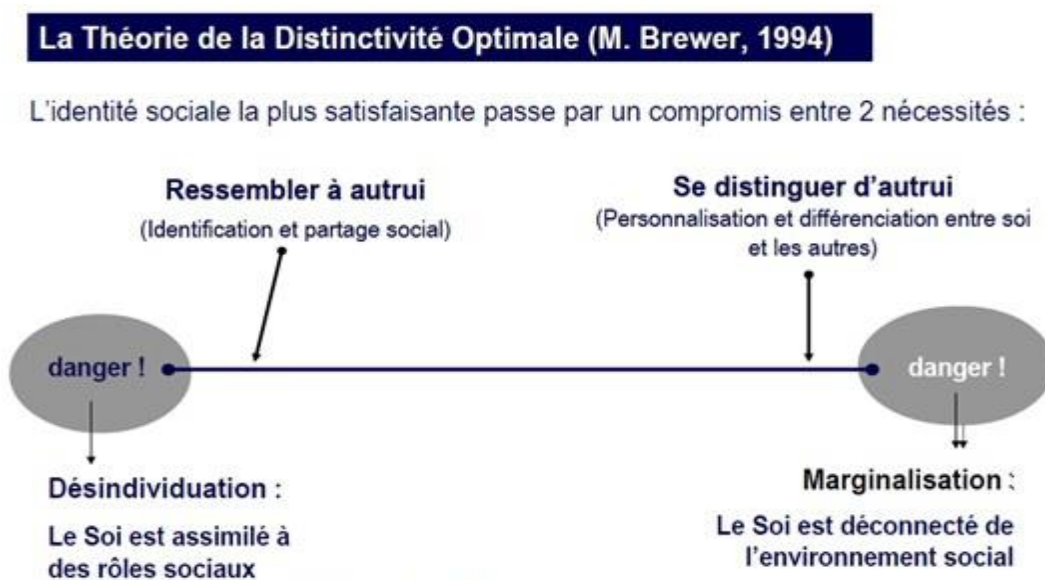 La Théorie de la Distinctivité Optimale (M. Brewer, 1994)
L'identité sociale la plus satisfaisante passe par un compromis entre 2 nécessités :
Ressembler à autrui
(Identification et partage social)
Se distinguer d'autrui
(Personnalisation et différenciation entre soi
et les autres)
danger !
danger !
Désindividuation :
Le Soi est assimilé à
des rôles sociaux
Marginalisation :
Le Soi est déconnecté de
l'environnement social